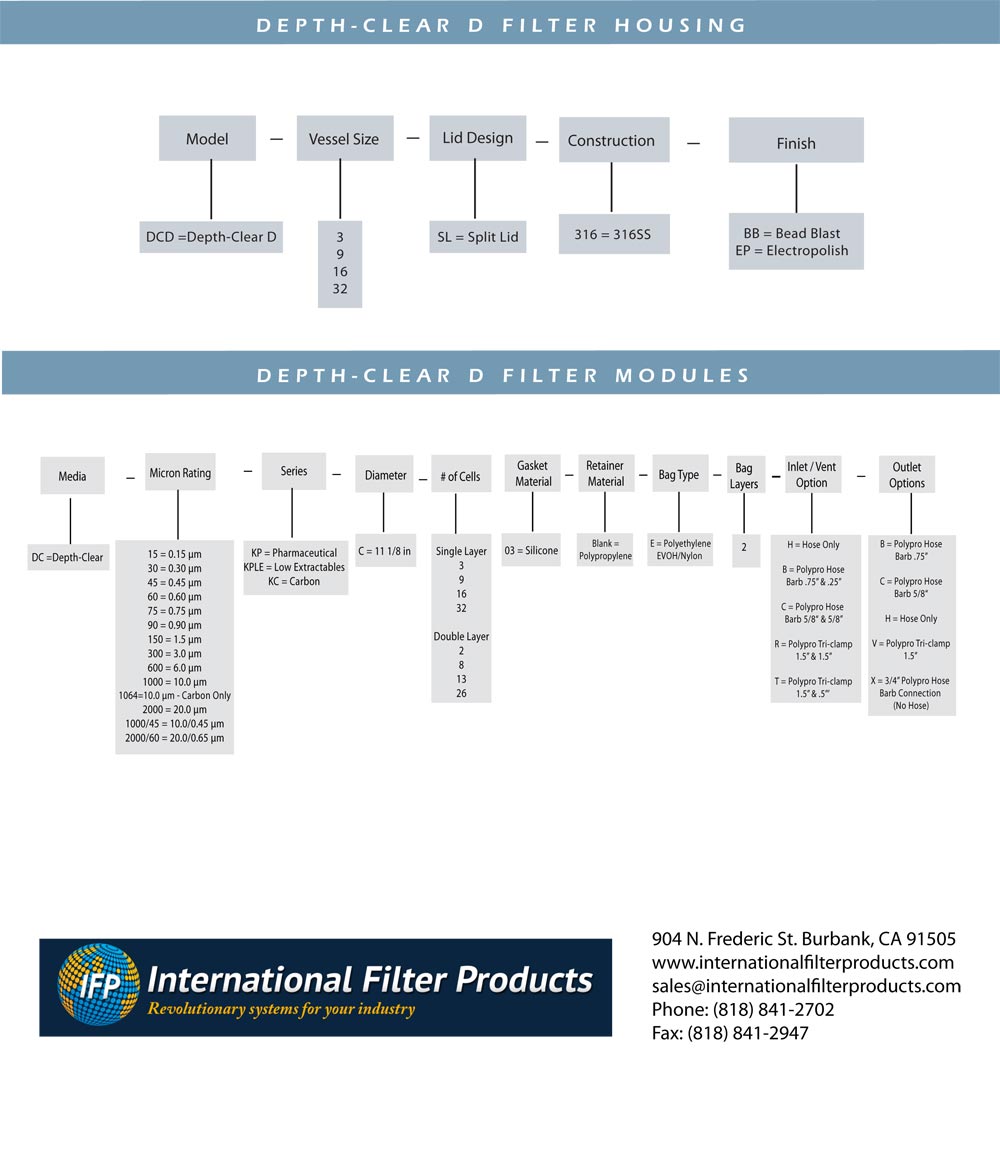 DEPTH-CLEAR D FILTER HOUSING
Model – Vessel Size – Lid Design – Construction – Finish
DCD =Depth-Clear D
3
9
16
32
SL = Split Lid
316 = 316SS
BB = Bead Blast
EP = Electropolish
DEPTH-CLEAR D FILTER MODULES
Media
–
Micron Rating
–
Series
–
Diameter
–
# of Cells
Gasket
Material
–
Retainer
Material
–
Bag Type
–
Bag
Layers
–
Inlet / Vent
Option
–
Outlet
Options
DC =Depth-Clear
15 = 0.15 µm
30 = 0.30 µm
45 = 0.45 µm
60 = 0.60 µm
75 = 0.75 µm
90 = 0.90 µm
150 = 1.5 µm
300 = 3.0 µm
600 = 6.0 µm
1000 = 10.0 µm
1064=10.0 µm - Carbon Only
2000 = 20.0 µm
1000/45 = 10.0/0.45 µm
2000/60 = 20.0/0.65 µm
KP = Pharmaceutical
KPLE = Low Extractables
KC = Carbon
C = 11 1/8 in
Single Layer
3
9
16
32
Double Layer
2
8
13
26
03 = Silicone
Blank =
Polypropylene
E = Polyethylene
EVOH/Nylon
2
H = Hose Only
B = Polypro Hose
Barb .75" & .25"
C = Polypro Hose
Barb 5/8" & 5/8"
R = Polypro Tri-clamp
1.5" & 1.5"
T = Polypro Tri-clamp
1.5" & .5'"
B = Polypro Hose
Barb .75"
C = Polypro Hose
Barb 5/8"
H = Hose Only
V = Polypro Tri-clamp
1.5"
X = 3/4" Polypro Hose
Barb Connection
(No Hose)
IFP
International Filter Products
Revolutionary systems for your industry
904 N. Frederic St. Burbank, CA 91505
www.internationalfilterproducts.com
sales@internationalfilterproducts.com
Phone: (818) 841-2702
Fax: (818) 841-2947